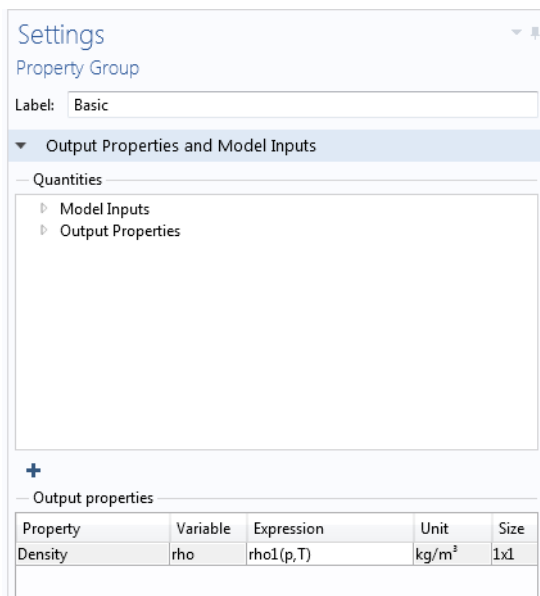 Settings
Property Group
Label: Basic
Output Properties and Model Inputs
Quantities
Model Inputs
Output Properties
Output properties
Property Variable Expression Unit Size
Density rho rho1(p,T) kg/m³ 1x1